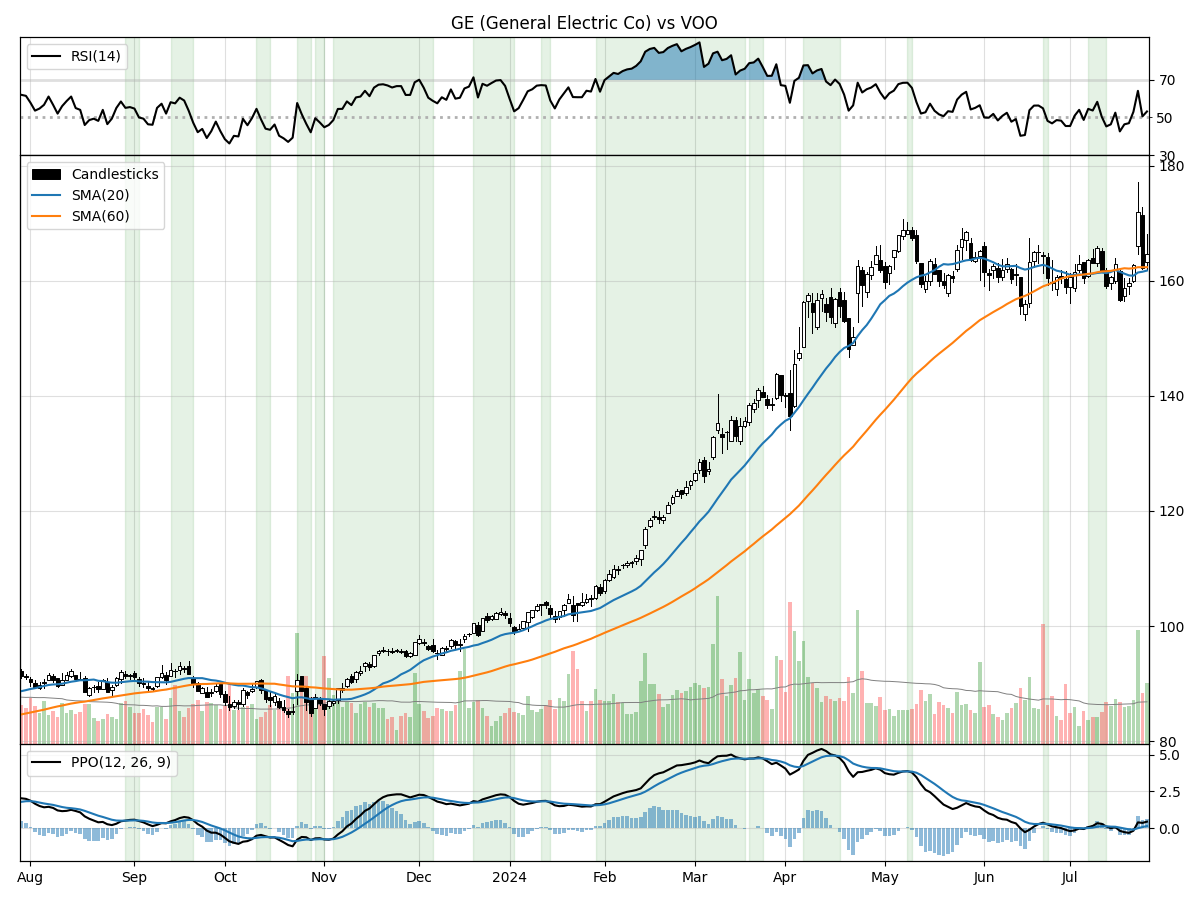 GE (General Electric Co) vs VOO
RSI(14)
70
50
30
Candlesticks
SMA(20)
SMA(60)
180
160
140
120
100
80
PPO(12, 26, 9)
5.0
2.5
0.0
Aug Sep Oct Nov Dec 2024 Feb Mar Apr May Jun Jul